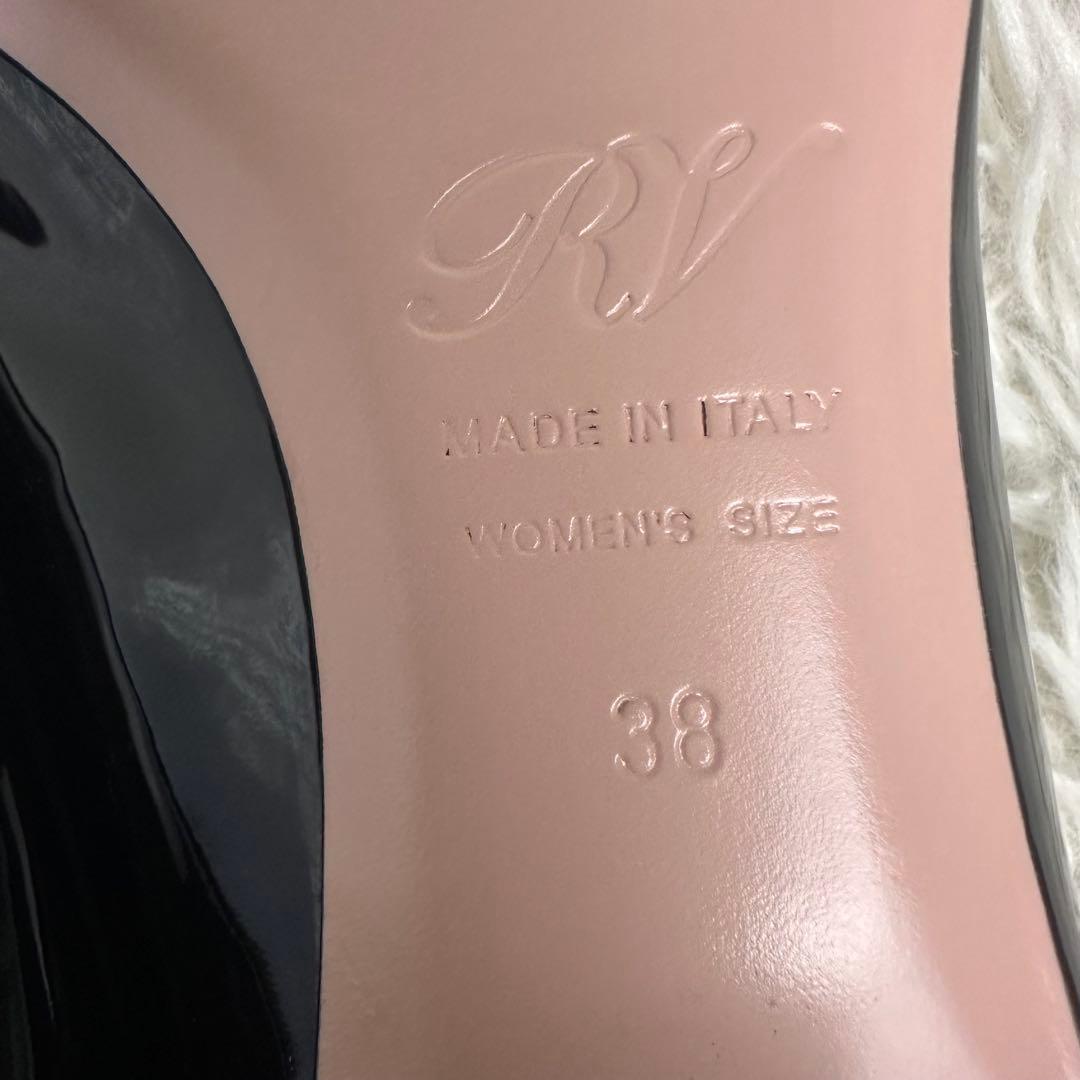 RV
MADE IN ITALY
WOMEN'S SIZE
38